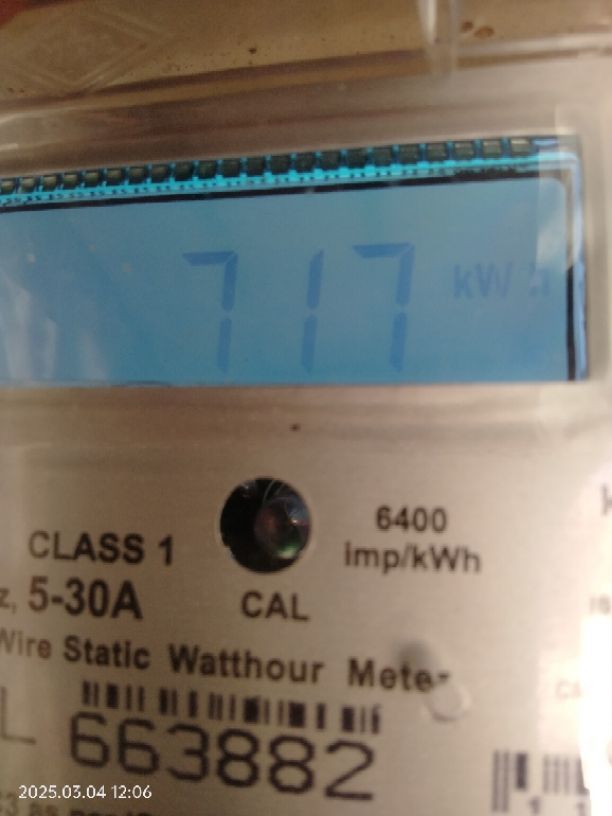 717 kWh
6400
CLASS 1 imp/kWh
z, 5-30A CAL
Wire Static Watthour Meter
L 663882
2025.03.04 12:06